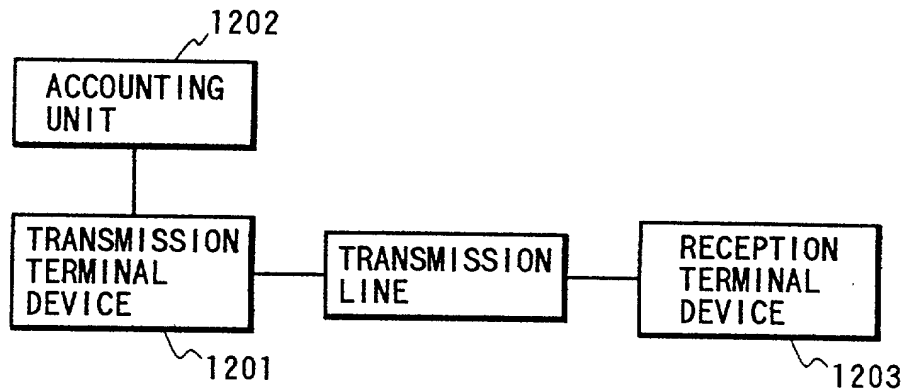 1202
ACCOUNTING
UNIT
TRANSMISSION
TERMINAL
DEVICE
TRANSMISSION
LINE
RECEPTION
TERMINAL
DEVICE
1201
1203